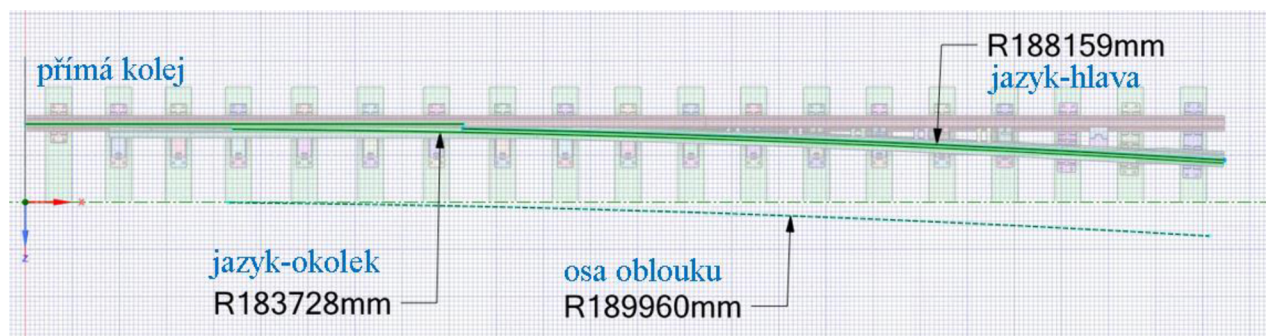 R188159mm
přímá kolej
jazyk-hlava
x
z
jazyk-okolek
osa oblouku
R183728mm
R189960mm